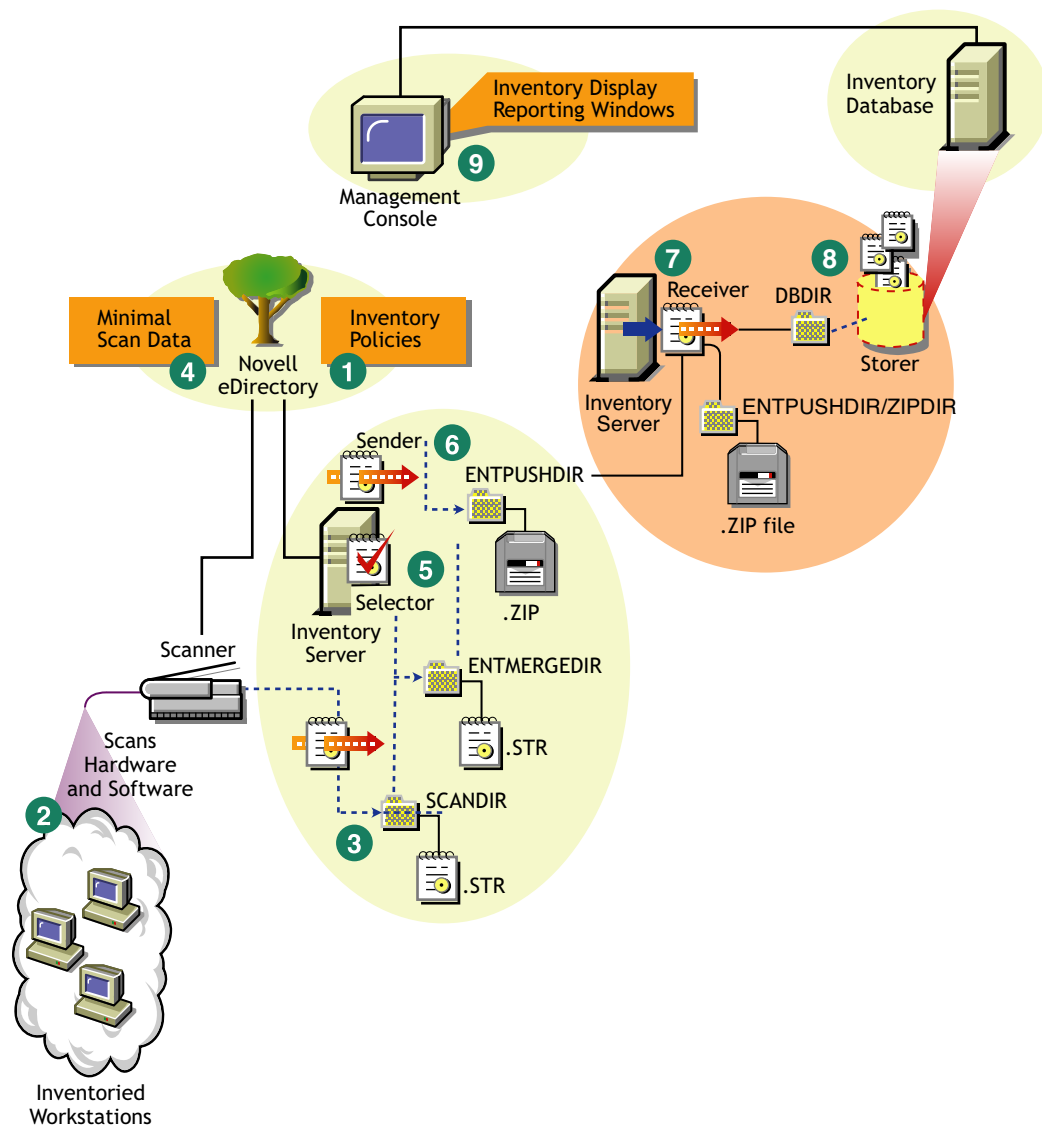 Inventory Display
Reporting Windows
Inventory
Database
9
Management
Console
7
8
Receiver
DBDIR
Minimal
Scan Data
Inventory
Policies
4
Novell
eDirectory
1
Storer
Inventory
Server
ENTPUSHDIR/ZIPDIR
.ZIP file
Sender
6
ENTPUSHDIR
5
Selector
.ZIP
Inventory
Server
Scanner
ENTMERGEDIR
.STR
Scans
Hardware
and Software
SCANDIR
2
3
.STR
Inventoried
Workstations